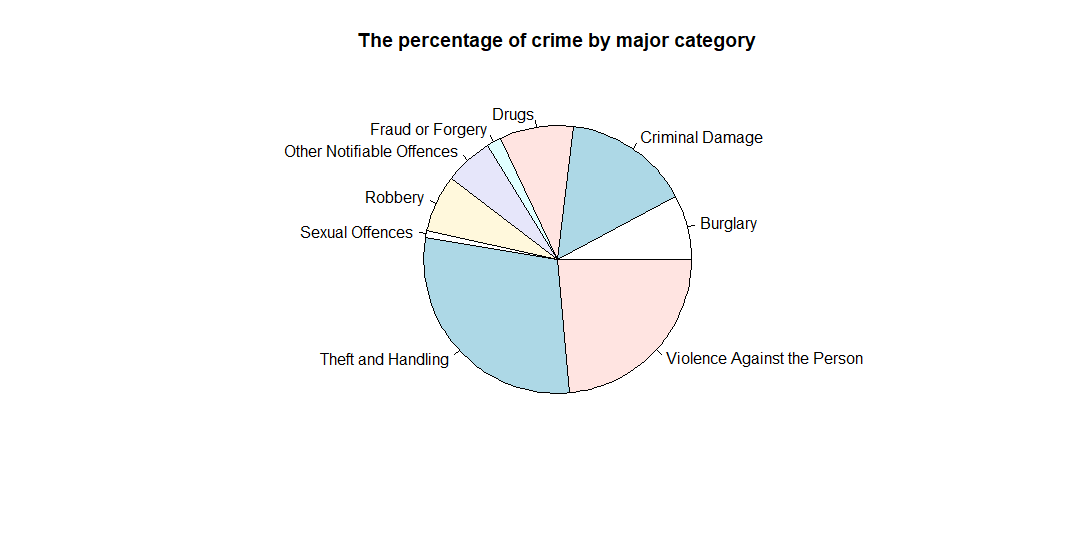 The percentage of crime by major category
Drugs
Fraud or Forgery
Criminal Damage
Other Notifiable Offences
Robbery
Burglary
Sexual Offences
Theft and Handling
Violence Against the Person